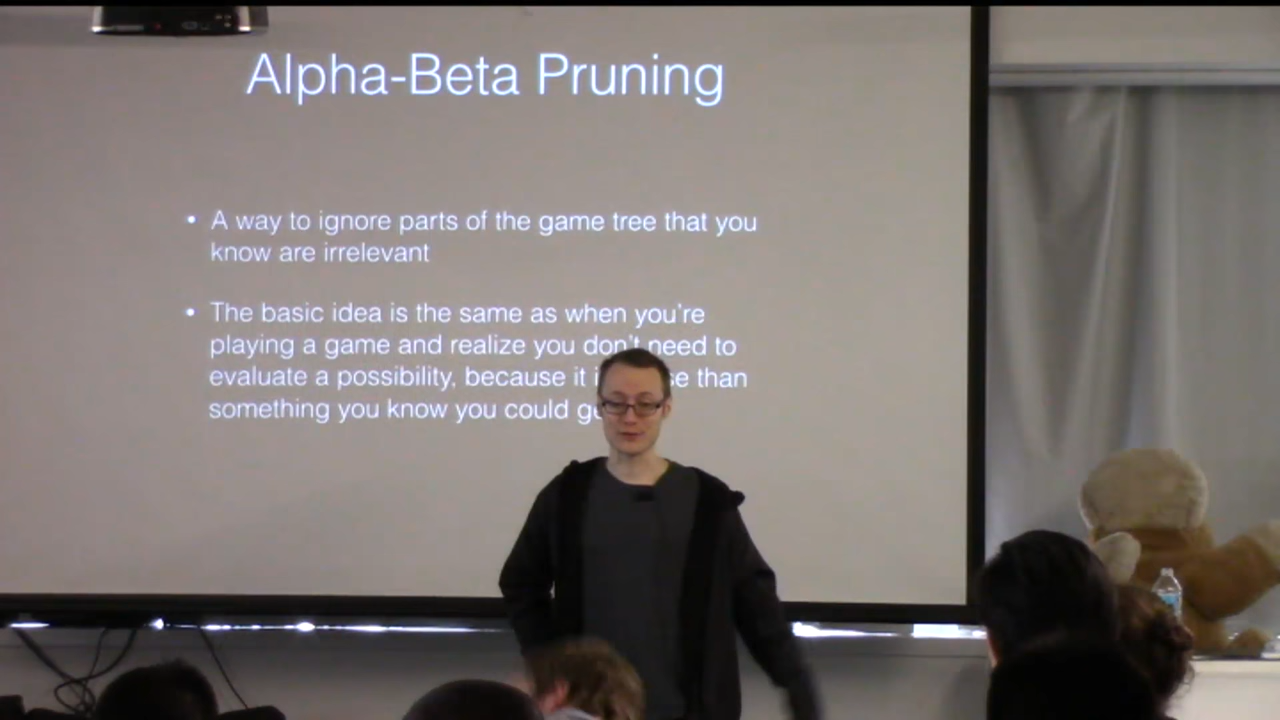 Alpha-Beta Pruning
• A way to ignore parts of the game tree that you
know are irrelevant
• The basic idea is the same as when you're
playing a game and realize you don't need to
evaluate a possibility, because it than
something you know you could